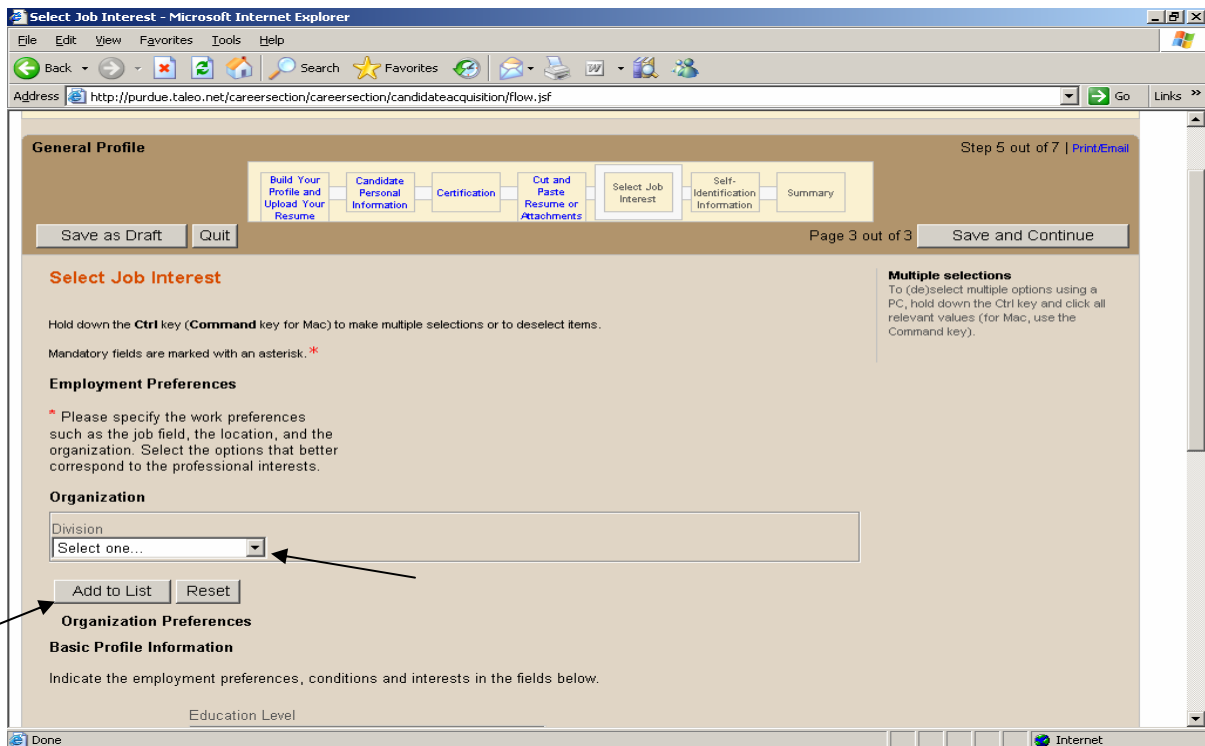 Select Job Interest - Microsoft Internet Explorer
File Edit View Favorites Tools Help
Back Search Favorites
Address http://purdue.taleo.net/careersection/careersection/candidateacquisition/flow.jsf Go Links »
General Profile Step 5 out of 7 | Print/Email
Build Your
Profile and
Upload Your
Resume
Candidate
Personal
Information
Certification
Cut and
Paste
Resume or
Attachments
Select Job
Interest
Self-
Identification
Information
Summary
Save as Draft Quit Page 3 out of 3 Save and Continue
Select Job Interest
Hold down the Ctrl key (Command key for Mac) to make multiple selections or to deselect items.
Mandatory fields are marked with an asterisk. *
Multiple selections
To (de)select multiple options using a
PC, hold down the Ctrl key and click all
relevant values (for Mac, use the
Command key).
Employment Preferences
* Please specify the work preferences
such as the job field, the location, and the
organization. Select the options that better
correspond to the professional interests.
Organization
Division
Select one...
Add to List Reset
Organization Preferences
Basic Profile Information
Indicate the employment preferences, conditions and interests in the fields below.
Education Level
Done Internet